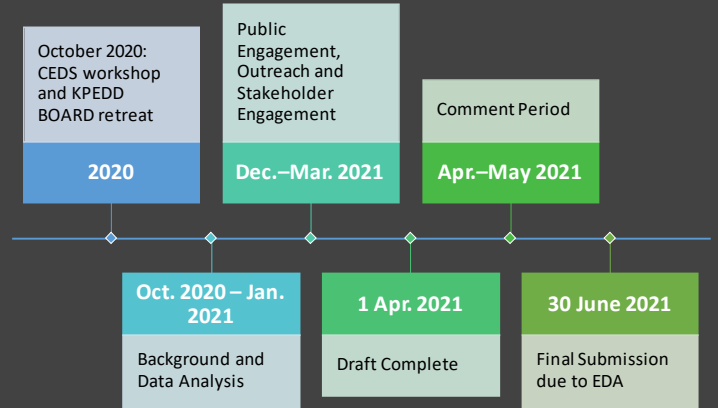 October 2020:
CEDS workshop
and KPEDD
BOARD retreat
2020
Oct. 2020 – Jan.
2021
Background and
Data Analysis
Public
Engagement,
Outreach and
Stakeholder
Engagement
Dec.–Mar. 2021
1 Apr. 2021
Draft Complete
Comment Period
Apr.–May 2021
30 June 2021
Final Submission
due to EDA